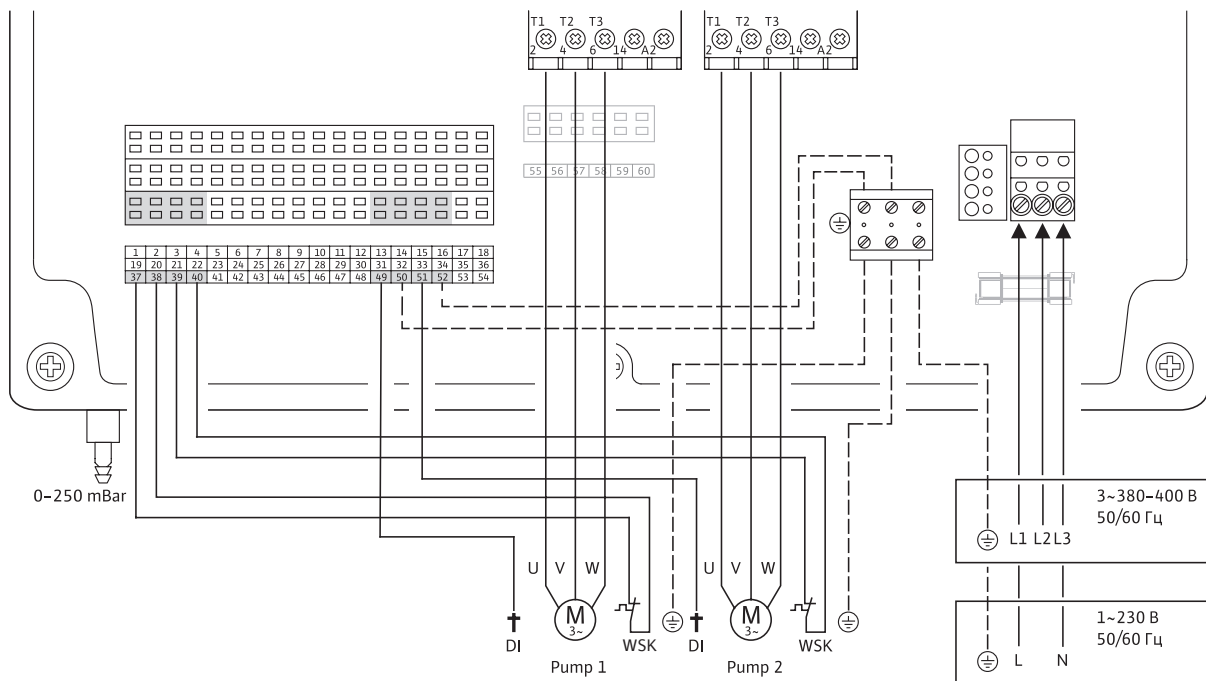 T1 T2 T3
2 4 6 14 A2
T1 T2 T3
2 4 6 14 A2
55 56 57 58 59 60
1 2 3 4 5 6 7 8 9 10 11 12 13 14 15 16 17 18
19 20 21 22 23 24 25 26 27 28 29 30 31 32 33 34 35 36
37 38 39 40 41 42 43 44 45 46 47 48 49 50 51 52 53 54
0–250 mBar
3~380–400 В
50/60 Гц
L1 L2 L3
U V W
U V W
M
3~
M
3~
DI
WSK
DI
WSK
Pump 1
Pump 2
1~230 В
50/60 Гц
L N